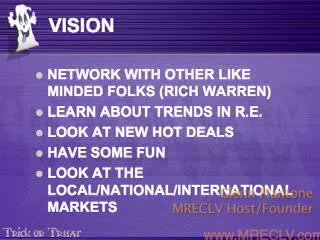 VISION
NETWORK WITH OTHER LIKE
MINDED FOLKS (RICH WARREN)
LEARN ABOUT TRENDS IN R.E.
LOOK AT NEW HOT DEALS
HAVE SOME FUN
LOOK AT THE
LOCAL/NATIONAL/INTERNATIONAL
MARKETS
MRECLV Host/Founder
Trick or Treat
www.MRECLV.com